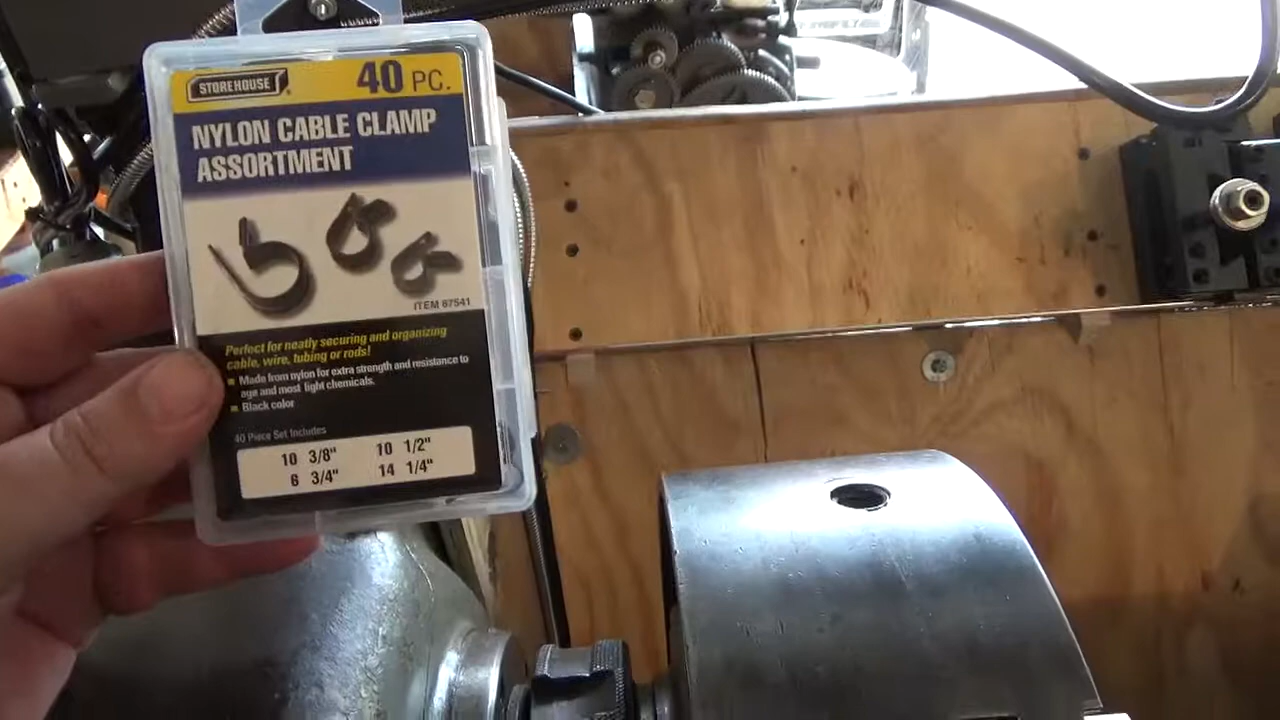 STOREHOUSE
40 PC.
NYLON CABLE CLAMP
ASSORTMENT
ITEM 67541
Perfect for neatly securing and organizing
cable, wire, tubing or rods!
Made from nylon for extra strength and resistance to
age and most light chemicals.
Black color
40 Piece Set Includes
10 3/8" 10 1/2"
6 3/4" 14 1/4"